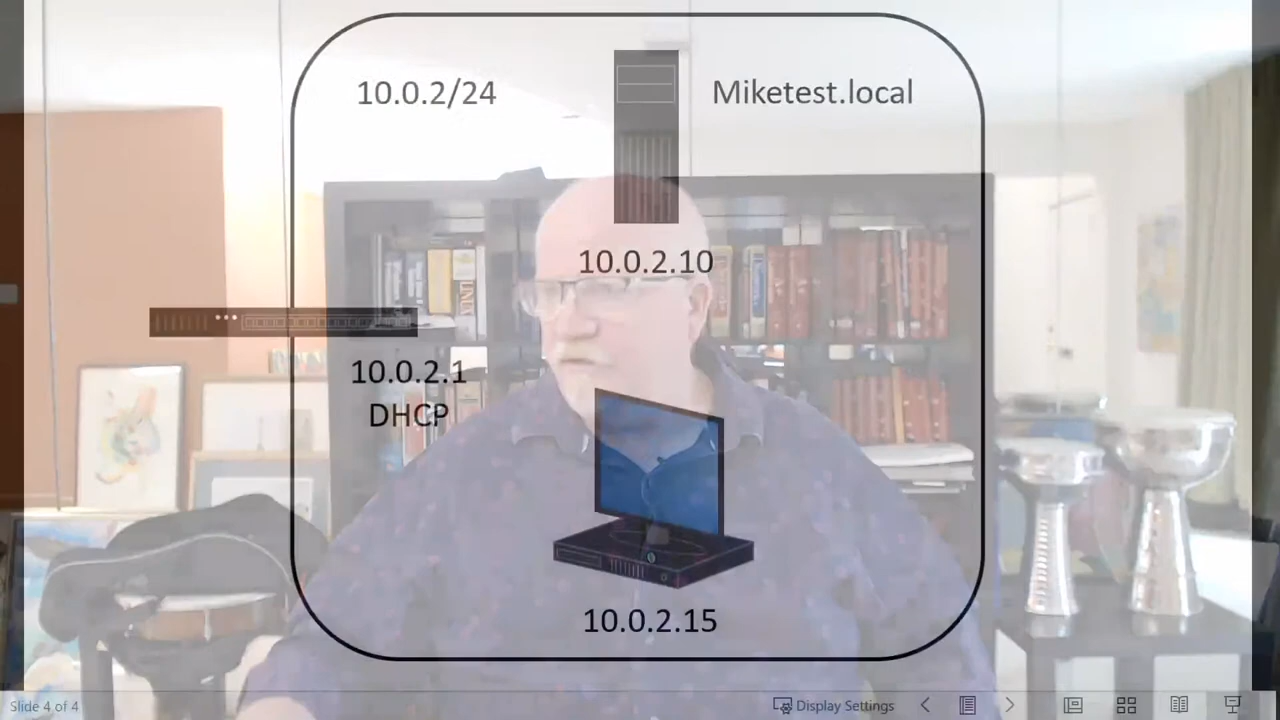 10.0.2/24
Miketest.local
10.0.2.10
10.0.2.1
DHCP
10.0.2.15
Slide 4 of 4
Display Settings